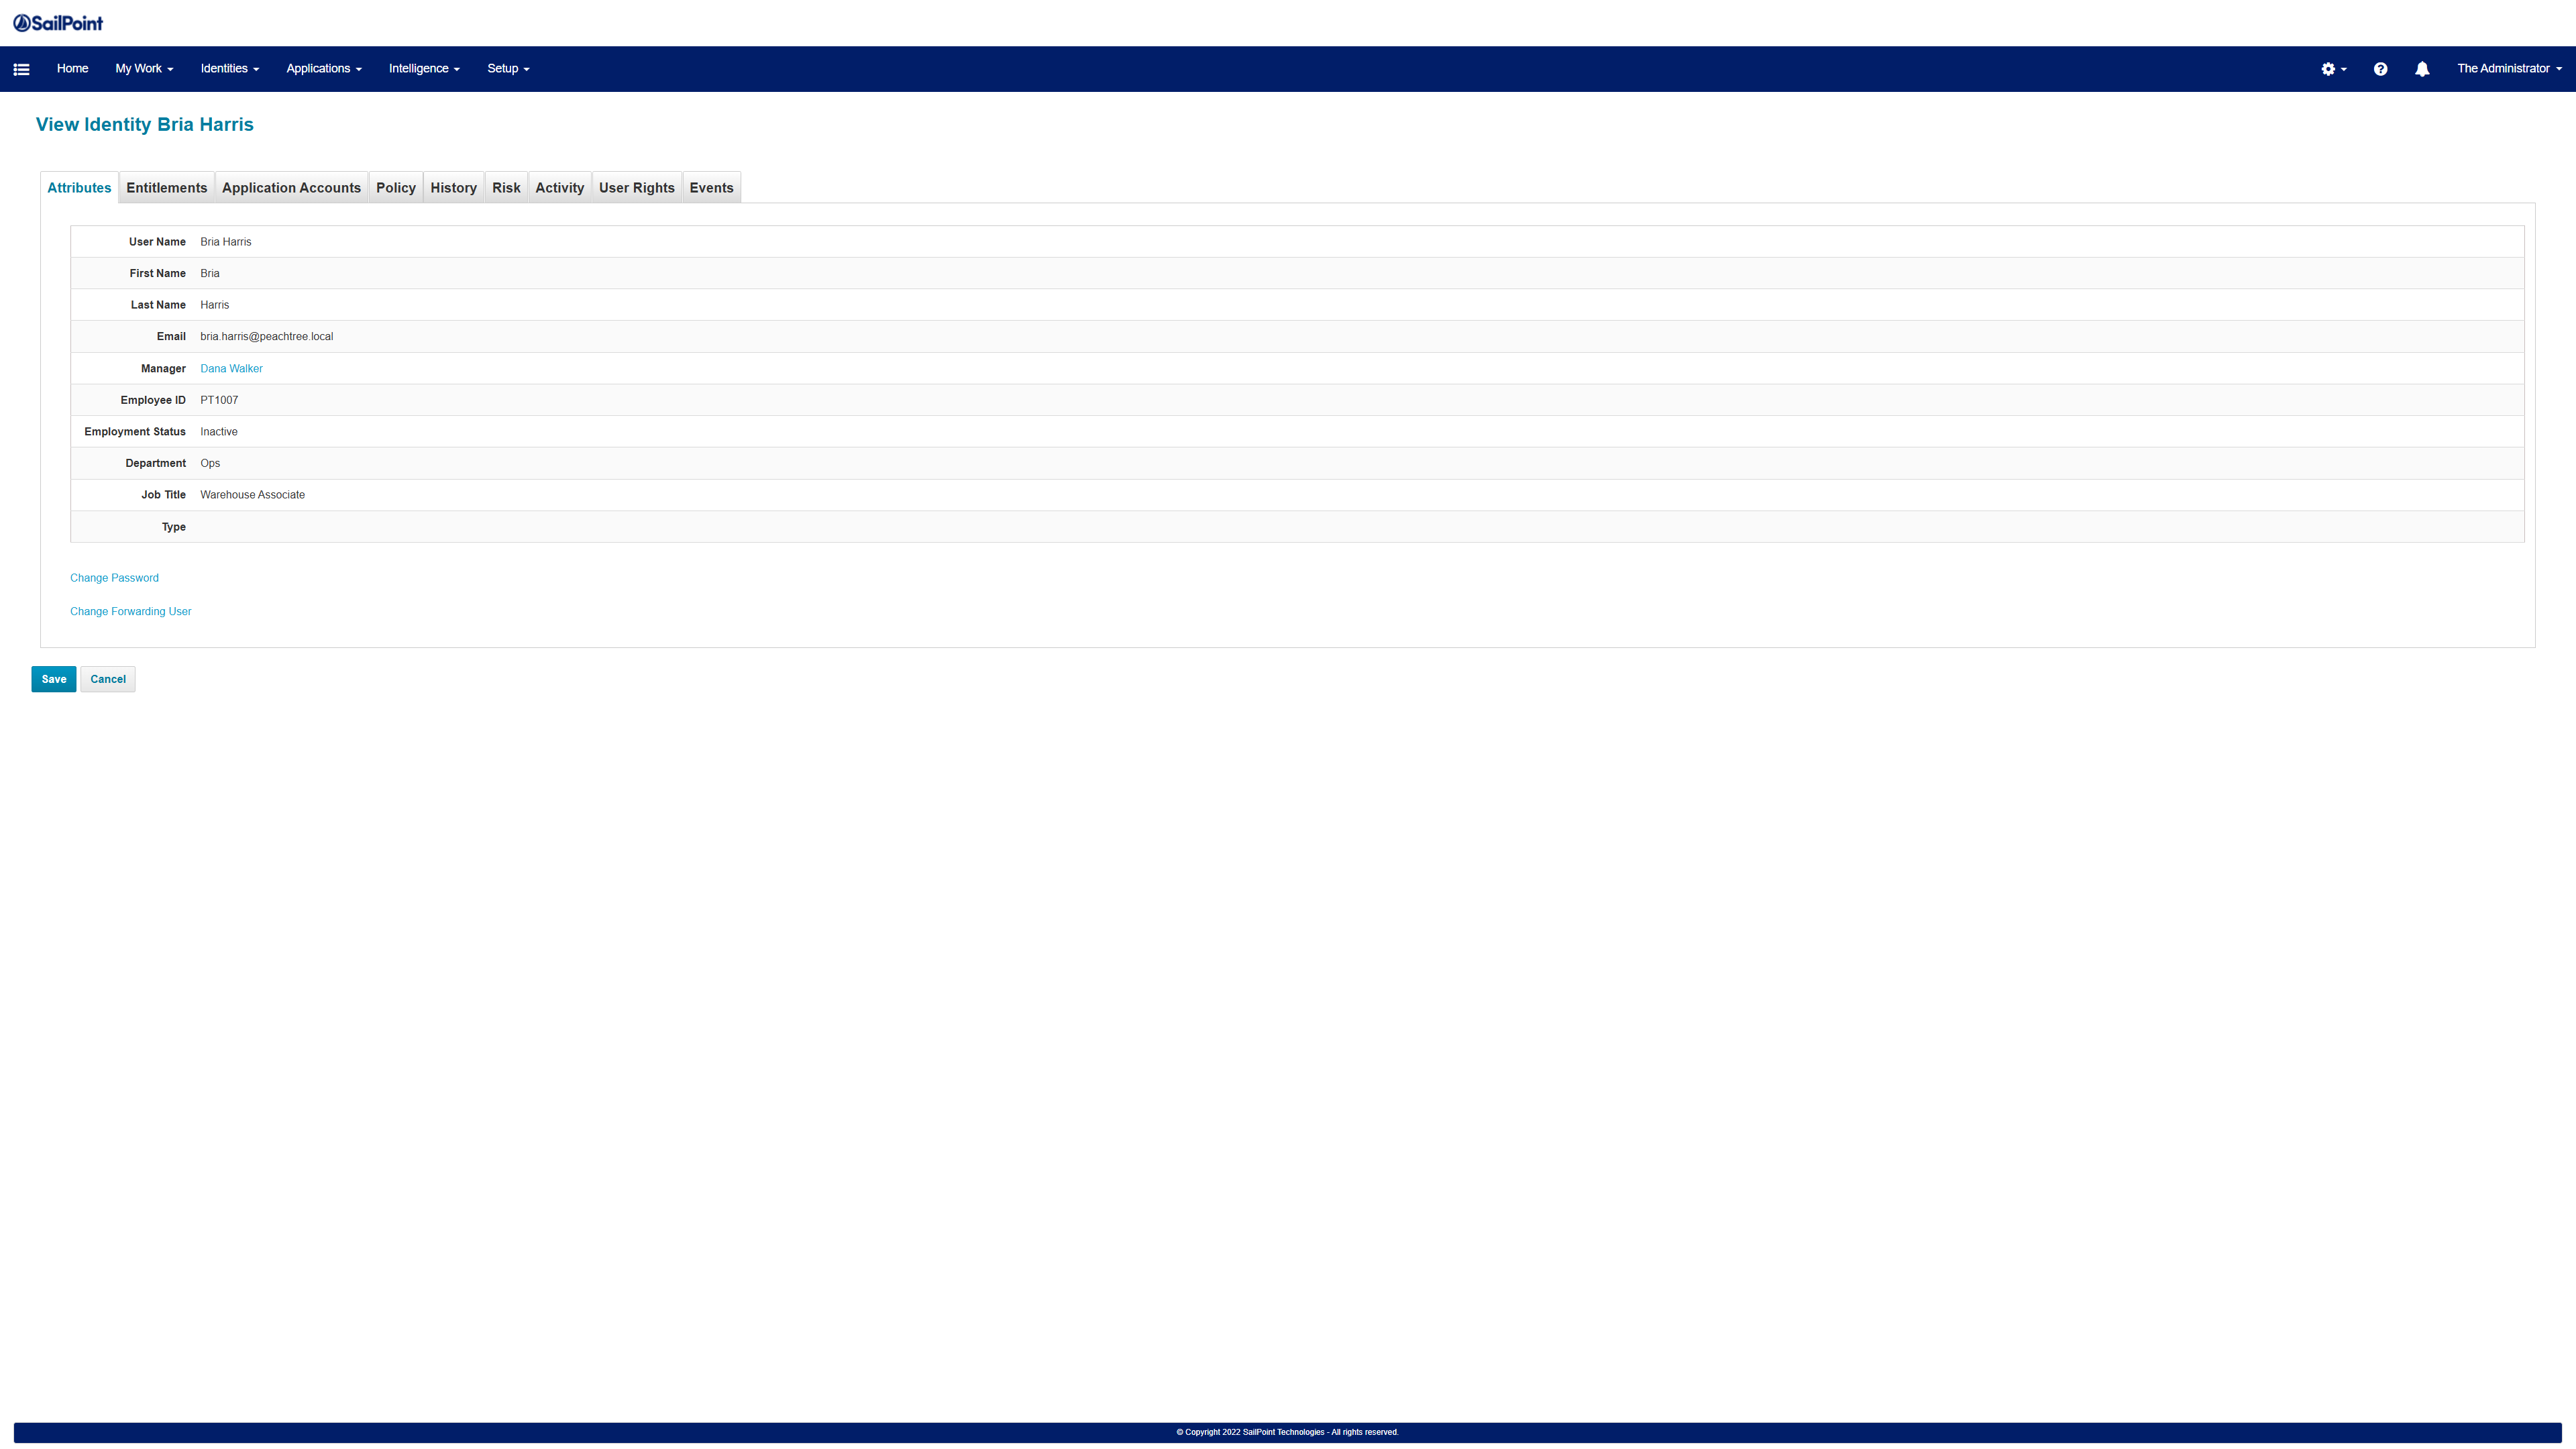 SailPoint
Home My Work Identities Applications Intelligence Setup The Administrator
View Identity Bria Harris
Attributes Entitlements Application Accounts Policy History Risk Activity User Rights Events
User Name Bria Harris
First Name Bria
Last Name Harris
Email bria.harris@peachtree.local
Manager Dana Walker
Employee ID PT1007
Employment Status Inactive
Department Ops
Job Title Warehouse Associate
Type
Change Password
Change Forwarding User
Save Cancel
© Copyright 2022 SailPoint Technologies - All rights reserved.